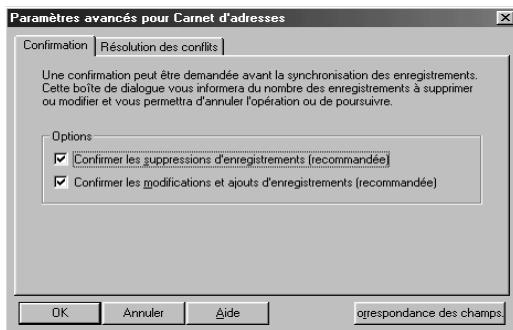 Paramètres avancés pour Carnet d'adresses
Confirmation
Résolution des conflits
Une confirmation peut être demandée avant la synchronisation des enregistrements.
Cette boîte de dialogue vous informera du nombre des enregistrements à supprimer
ou modifier et vous permettra d'annuler l'opération ou de poursuivre.
Options
Confirmer les suppressions d'enregistrements (recommandée)
Confirmer les modifications et ajouts d'enregistrements (recommandée)
OK
Annuler
Aide
orrespondance des champs.